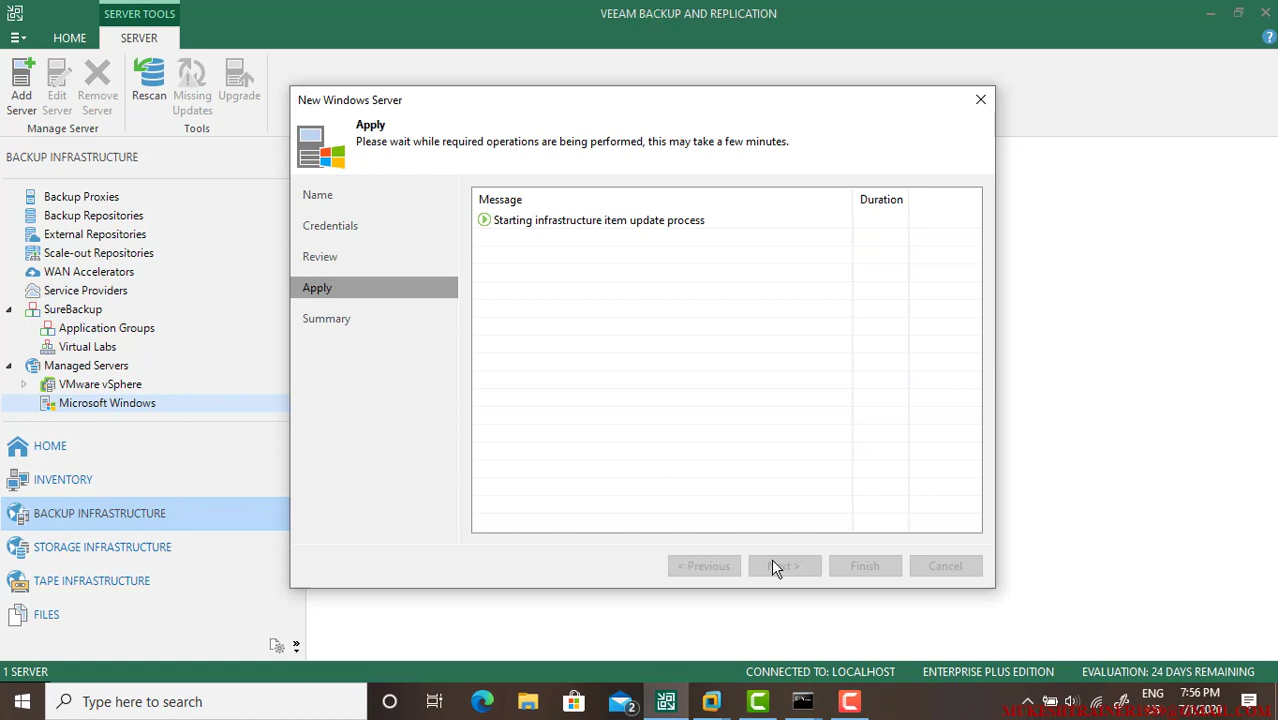 SERVER TOOLS
VEEAM BACKUP AND REPLICATION
HOME
SERVER
Add Server
Edit Server
Remove Server
Rescan
Missing Updates
Upgrade
Manage Server
Tools
BACKUP INFRASTRUCTURE
Backup Proxies
Backup Repositories
External Repositories
Scale-out Repositories
WAN Accelerators
Service Providers
SureBackup
Application Groups
Virtual Labs
Managed Servers
VMware vSphere
Microsoft Windows
HOME
INVENTORY
BACKUP INFRASTRUCTURE
STORAGE INFRASTRUCTURE
TAPE INFRASTRUCTURE
FILES
New Windows Server
Apply
Please wait while required operations are being performed, this may take a few minutes.
Name
Credentials
Review
Apply
Summary
Message
Duration
Starting infrastructure item update process
< Previous
Next >
Finish
Cancel
1 SERVER
CONNECTED TO: LOCALHOST
ENTERPRISE PLUS EDITION
EVALUATION: 24 DAYS REMAINING
Type here to search
2
ENG
7:56 PM
7/1/2020